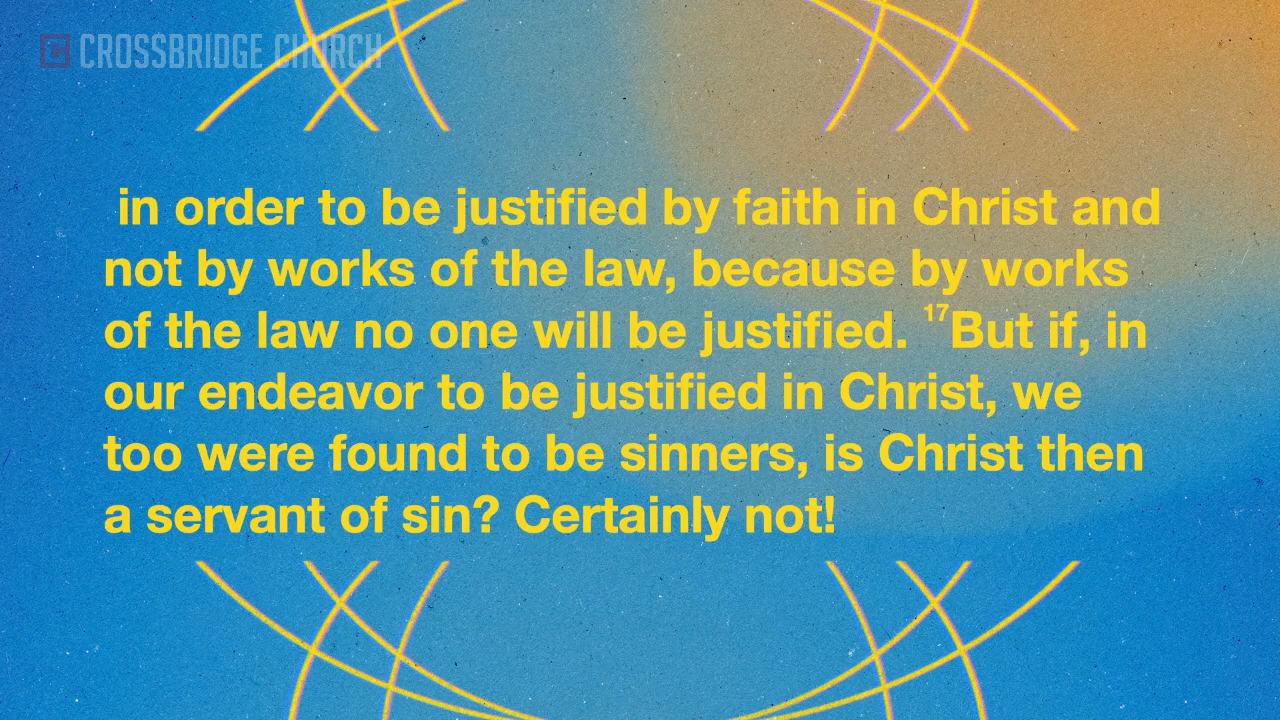 CROSSBRIDGE CHURCH
in order to be justified by faith in Christ and
not by works of the law, because by works
of the law no one will be justified. 17But if, in
our endeavor to be justified in Christ, we
too were found to be sinners, is Christ then
a servant of sin? Certainly not!